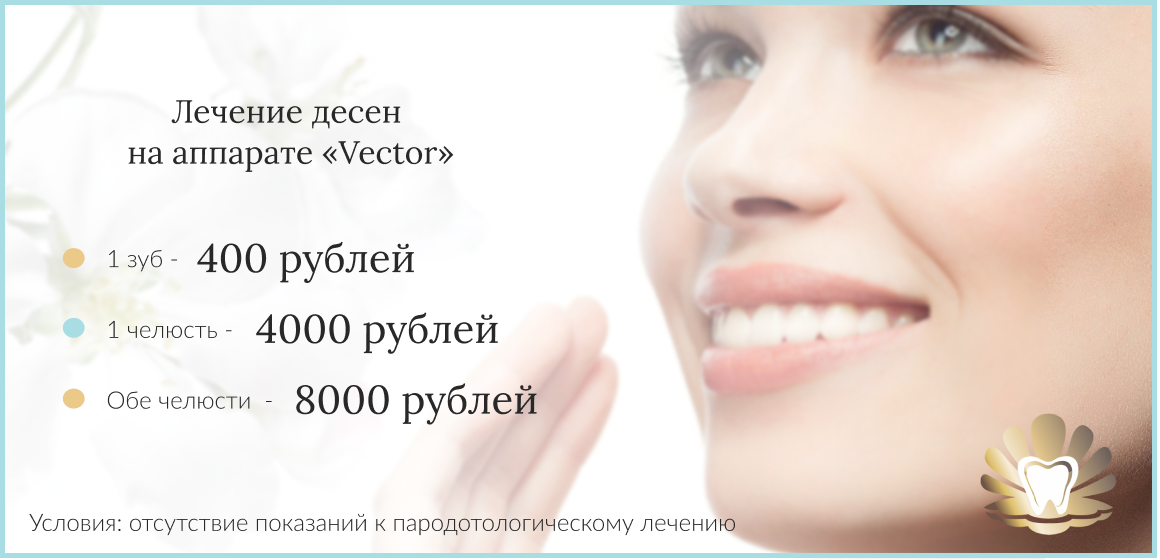 Лечение десен
на аппарате «Vector»
1 зуб - 400 рублей
1 челюсть - 4000 рублей
Обе челюсти - 8000 рублей
Условия: отсутствие показаний к пародотологическому лечению